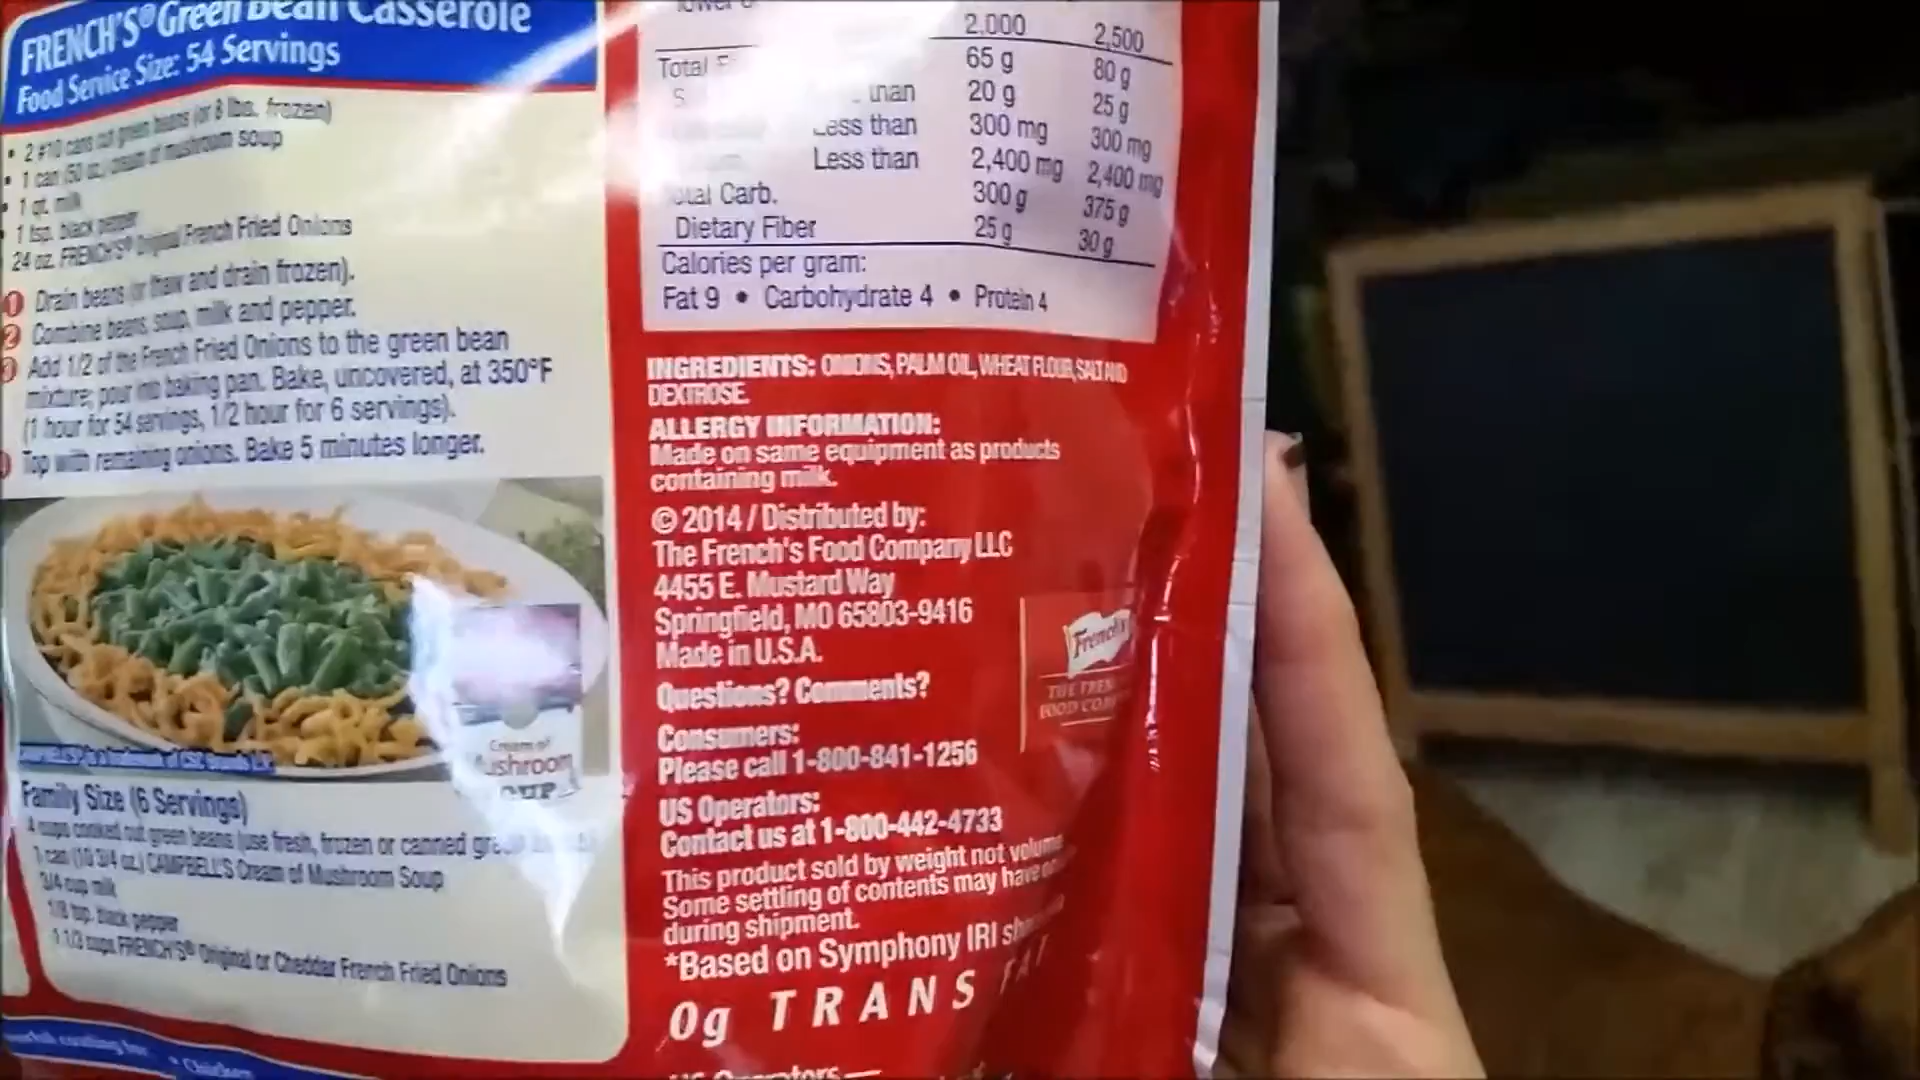 FRENCH'S® Green Bean Casserole
Food Service Size: 54 Servings
• 2 #10 cans cut green beans (or 8 lbs. frozen)
• 1 can (50 oz.) cream of mushroom soup
• 1 qt. milk
• 1 tsp. black pepper
24 oz. FRENCH'S® Original French Fried Onions
1 Drain beans (or thaw and drain frozen).
2 Combine beans, soup, milk and pepper.
3 Add 1/2 of the French Fried Onions to the green bean
mixture; pour into baking pan. Bake, uncovered, at 350°F
(1 hour for 54 servings, 1/2 hour for 6 servings).
Top with remaining onions. Bake 5 minutes longer.
Cream of
Mushroom
Family Size (6 Servings)
4 cups cooked cut green beans (use fresh, frozen or canned
1 can (10 3/4 oz.) CAMPBELL'S Cream of Mushroom Soup
3/4 cup milk
1/8 tsp. black pepper
1 1/3 cups FRENCH'S® Original or Cheddar French Fried Onions
Chicken
2,000 2,500
Total 65 g 80 g
than 20 g 25 g
Less than 300 mg 300 mg
Less than 2,400 mg 2,400 mg
Total Carb. 300 g 375 g
Dietary Fiber 25 g 30 g
Calories per gram:
Fat 9 • Carbohydrate 4 • Protein 4
INGREDIENTS: ONIONS, PALM OIL, WHEAT FLOUR, SALT AND
DEXTROSE.
ALLERGY INFORMATION:
Made on same equipment as products
containing milk.
© 2014 / Distributed by:
The French's Food Company LLC
4455 E. Mustard Way
Springfield, MO 65803-9416
Made in U.S.A.
French's
THE
FOOD
Questions? Comments?
Consumers:
Please call 1-800-841-1256
US Operators:
Contact us at 1-800-442-4733
This product sold by weight not volume
Some settling of contents may have
during shipment.
*Based on Symphony IRI
0g TRANS FAT